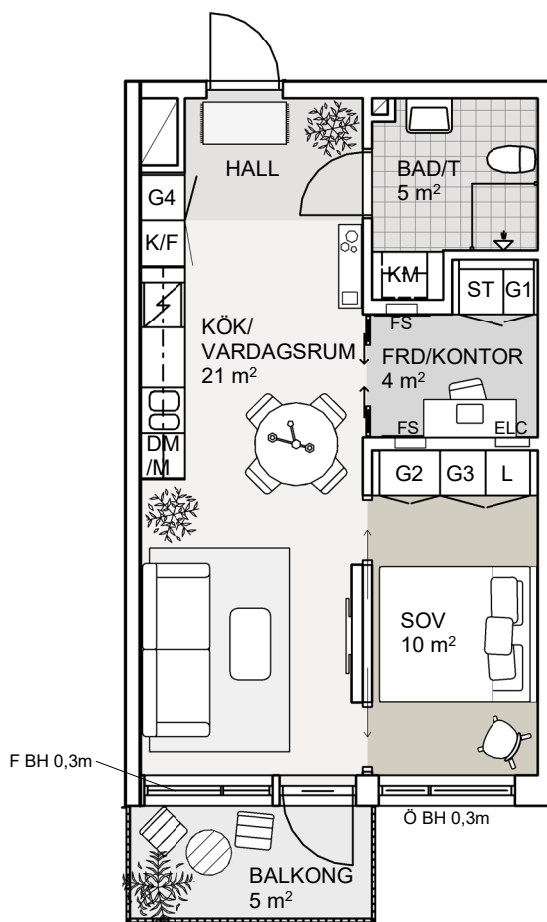 HALL
BAD/T
5 m²
G4
K/F
KM
ST
G1
FS
KÖK/
VARDAGSRUM
21 m²
FRD/KONTOR
4 m²
FS
ELC
DM
/M
G2
G3
L
SOV
10 m²
F BH 0,3m
Ö BH 0,3m
BALKONG
5 m²